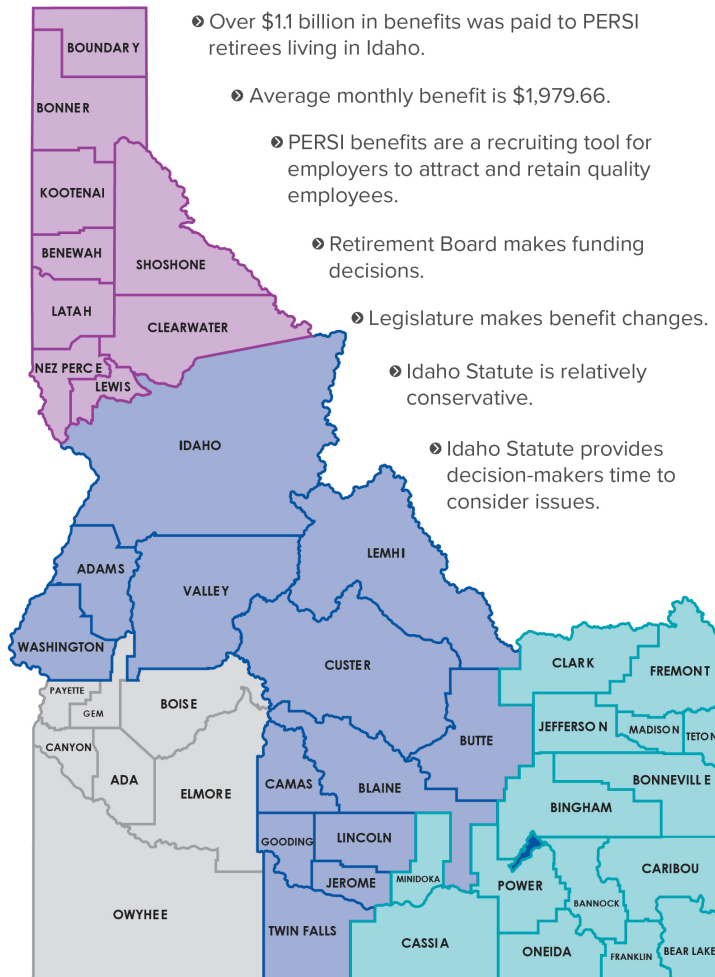 Over $1.1 billion in benefits was paid to PERSI
retirees living in Idaho.
Average monthly benefit is $1,979.66.
PERSI benefits are a recruiting tool for
employers to attract and retain quality
employees.
Retirement Board makes funding
decisions.
Legislature makes benefit changes.
Idaho Statute is relatively
conservative.
Idaho Statute provides
decision-makers time to
consider issues.
BOUNDARY
BONNER
KOOTENAI
BENEWAH
SHOSHONE
LATAH
CLEARWATER
NEZ PERCE
LEWIS
IDAHO
LEMHI
ADAMS
VALLEY
WASHINGTON
CUSTER
CLARK
FREMONT
PAYETTE
GEM
BOISE
BUTTE
JEFFERSON
MADISON
TETON
CANYON
ADA
ELMORE
CAMAS
BLAINE
BONNEVILLE
BINGHAM
GOODING
LINCOLN
JEROME
MINIDOKA
POWER
CARIBOU
BANNOCK
OWYHEE
TWIN FALLS
CASSIA
ONEIDA
FRANKLIN
BEAR LAKE